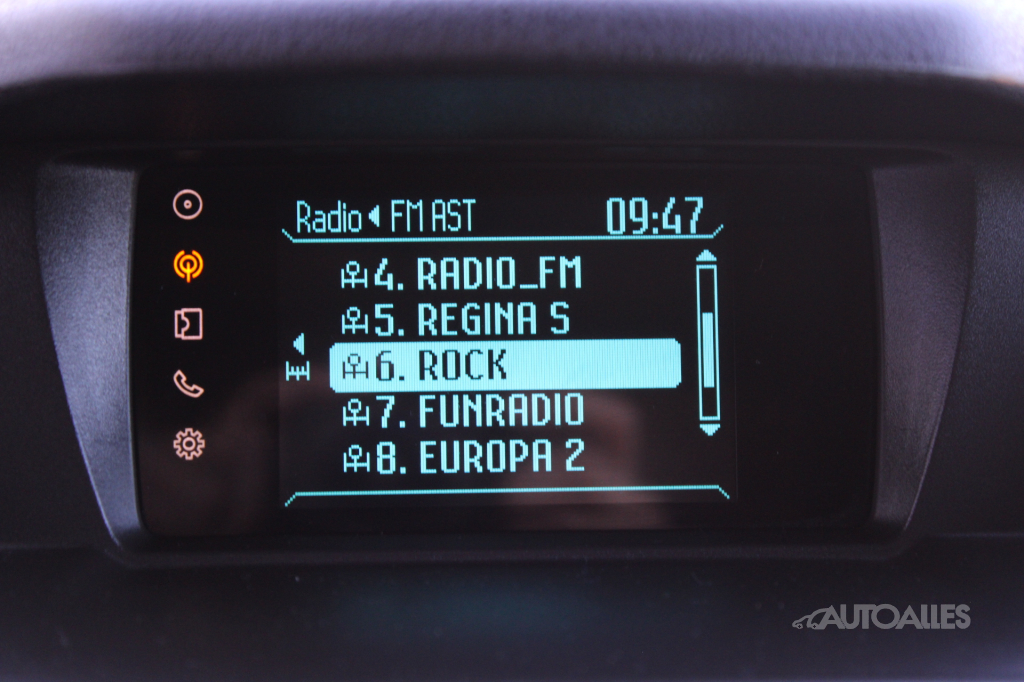 Radio FM AST 09:47
4. RADIO_FM
5. REGINA S
6. ROCK
7. FUNRADIO
8. EUROPA 2
AUTOALLES